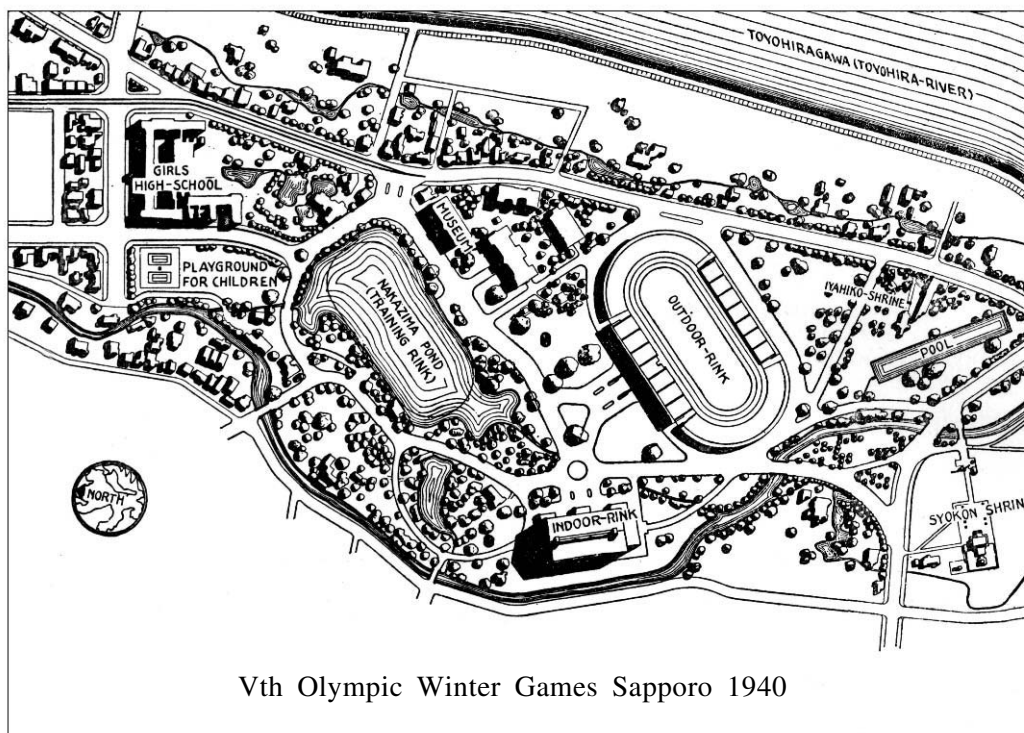 TOYOHIRAGAWA (TOYOHIRA-RIVER)
GIRLS
HIGH-SCHOOL
MUSEUM
PLAYGROUND
FOR CHILDREN
NAKAZIMA POND
(TRAINING RINK)
OUTDOOR-RINK
IYAHIKO-SHRINE
POOL
NORTH
INDOOR-RINK
SYOKON SHRIN
Vth Olympic Winter Games Sapporo 1940